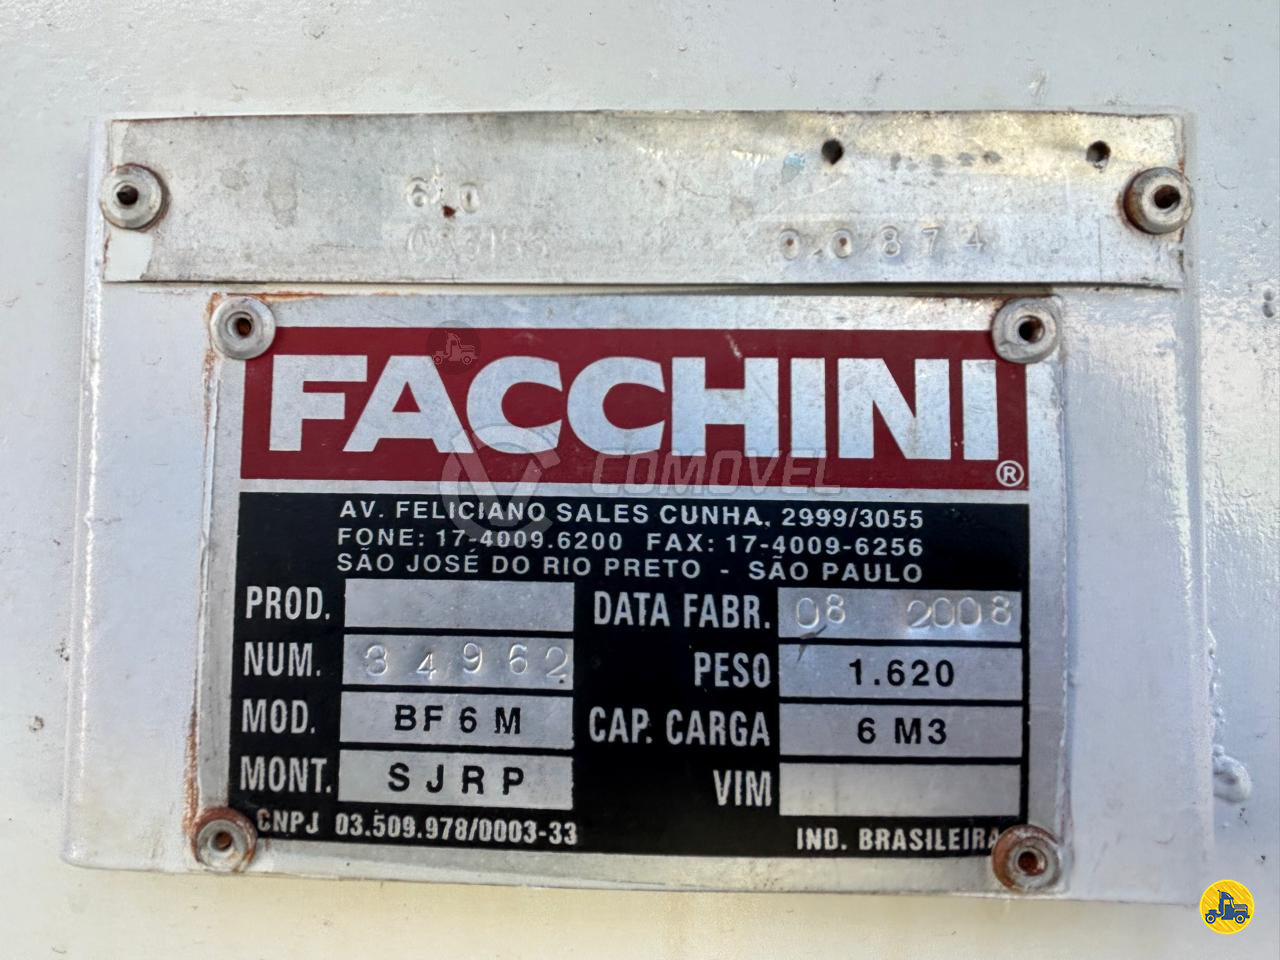 6.0
00874
FACCHINI®
COMOVEL
AV. FELICIANO SALES CUNHA, 2999/3055
FONE: 17-4009.6200 FAX: 17-4009-6256
SÃO JOSÉ DO RIO PRETO - SÃO PAULO
PROD. DATA FABR. 08 2008
NUM. 34962 PESO 1.620
MOD. BF6M CAP. CARGA 6 M3
MONT. SJRP VIM
CNPJ 03.509.978/0003-33 IND. BRASILEIRA